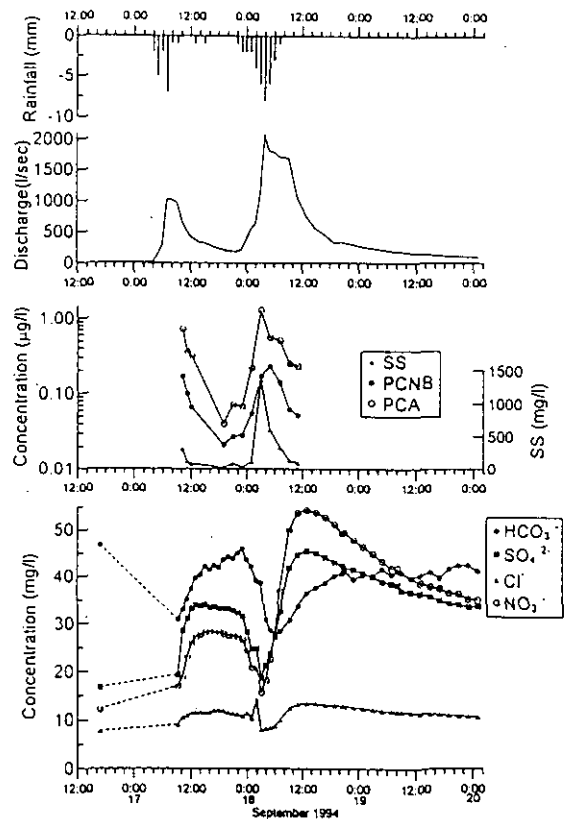 12:00 0:00 12:00 0:00 12:00 0:00 12:00 0:00
Rainfall (mm)
0
-5
-10
Discharge(l/sec)
2000
1500
1000
500
0
12:00 0:00 12:00 0:00 12:00 0:00 12:00 0:00
Concentration (μg/l)
1.00
0.10
0.01
SS
PCNB
PCA
SS (mg/l)
1500
1000
500
0
12:00 0:00 12:00 0:00 12:00 0:00 12:00 0:00
Concentration (mg/l)
50
40
30
20
10
0
HCO₃⁻
SO₄²⁻
Cl⁻
NO₃⁻
12:00 0:00 12:00 0:00 12:00 0:00 12:00 0:00
17 18 19 20
September 1994